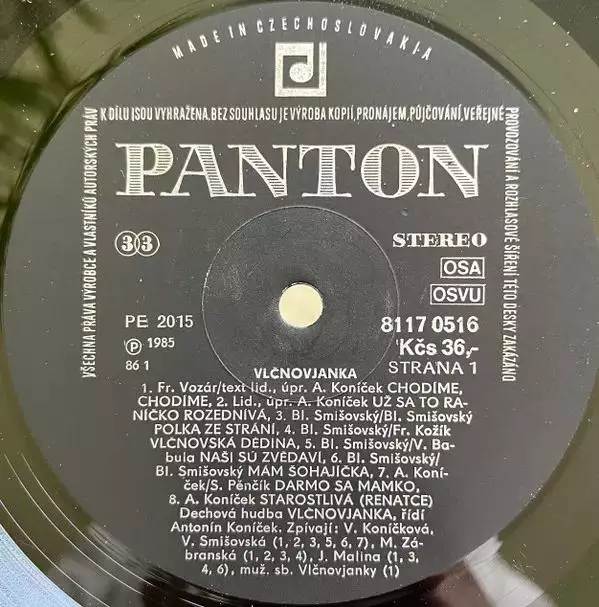 MADE IN CZECHOSLOVAKIA
VŠECHNA PRÁVA VÝROBCE A VLASTNÍKŮ AUTORSKÝCH PRÁV
K DÍLU JSOU VYHRAŽENA. BEZ SOUHLASU JE VÝROBA KOPIÍ, PRONÁJEM, PŮJČOVÁNÍ, VEŘEJNÉ
PROVOZOVÁNÍ A ROZHLASOVÉ ŠÍŘENÍ TÉTO DESKY ZAKÁZÁNO
PANTON
33
STEREO
OSA
OSVU
PE 2015
8117 0516
℗ 1985
Kčs 36,-
86 1
STRANA 1
VLČNOVJANKA
1. Fr. Vozár/text lid., úpr. A. Koníček CHODÍME,
CHODÍME, 2. Lid., úpr. A. Koníček UŽ SA TO RA-
NÍČKO ROZEDNÍVÁ, 3. Bl. Smišovský/Bl. Smišovský
POLKA ZE STRÁNÍ, 4. Bl. Smišovský/Fr. Kožík
VLČNOVSKÁ DĚDINA, 5. Bl. Smišovský/V. Ba-
bula NAŠI SÚ ZVĚDAVÍ, 6. Bl. Smišovský/
Bl. Smišovský MÁM ŠOHAJÍČKA, 7. A. Koní-
ček/S. Pěnčík DARMO SA MAMKO,
8. A. Koníček STAROSTLIVÁ (RENATCE)
Dechová hudba VLČNOVJANKA, řídí
Antonín Koníček. Zpívají: V. Koníčková,
V. Smišovská (1, 2, 3, 5, 6, 7), M. Zá-
branská (1, 2, 3, 4), J. Malina (1, 3,
4, 6), muž. sb. Vlčnovjanky (1)